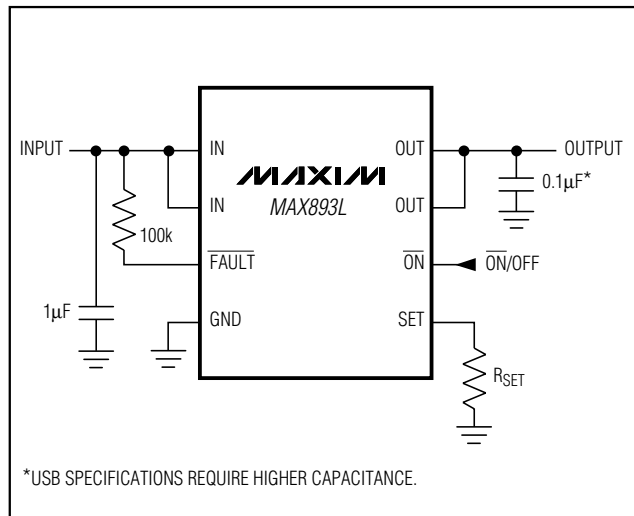 INPUT
IN
MAXIM
OUT
OUTPUT
0.1µF*
IN
MAX893L
OUT
100k
FAULT
ON
ON/OFF
1µF
GND
SET
RSET
*USB SPECIFICATIONS REQUIRE HIGHER CAPACITANCE.